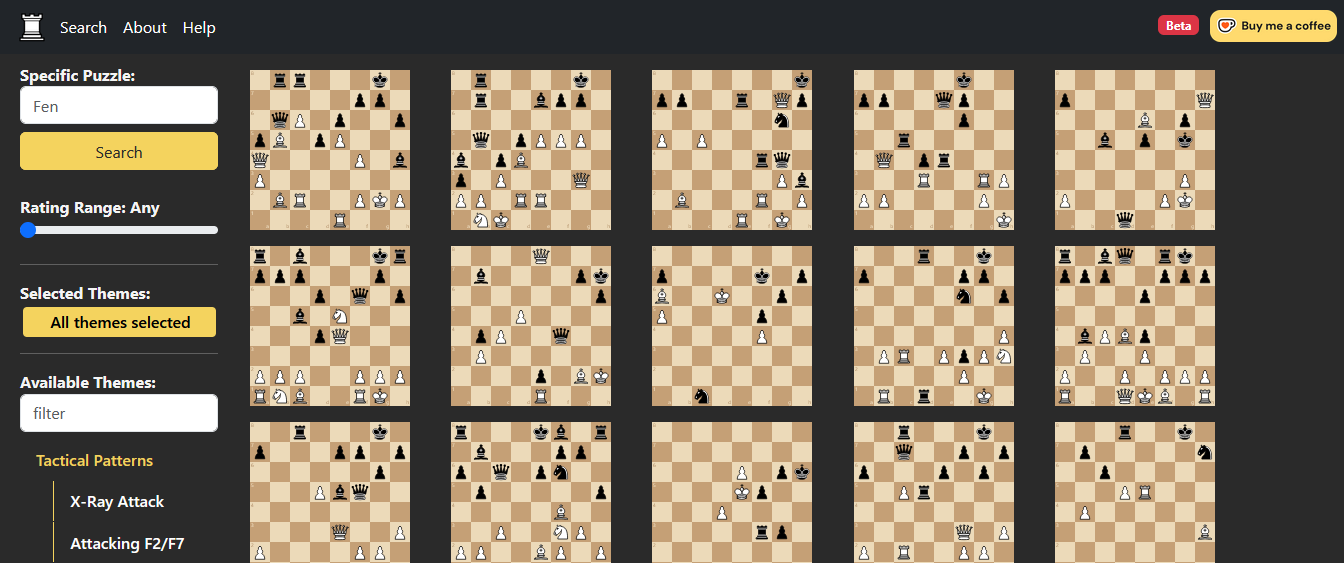 Search About Help
Beta
Buy me a coffee
Specific Puzzle:
Fen
Search
Rating Range: Any
Selected Themes:
All themes selected
Available Themes:
filter
Tactical Patterns
X-Ray Attack
Attacking F2/F7